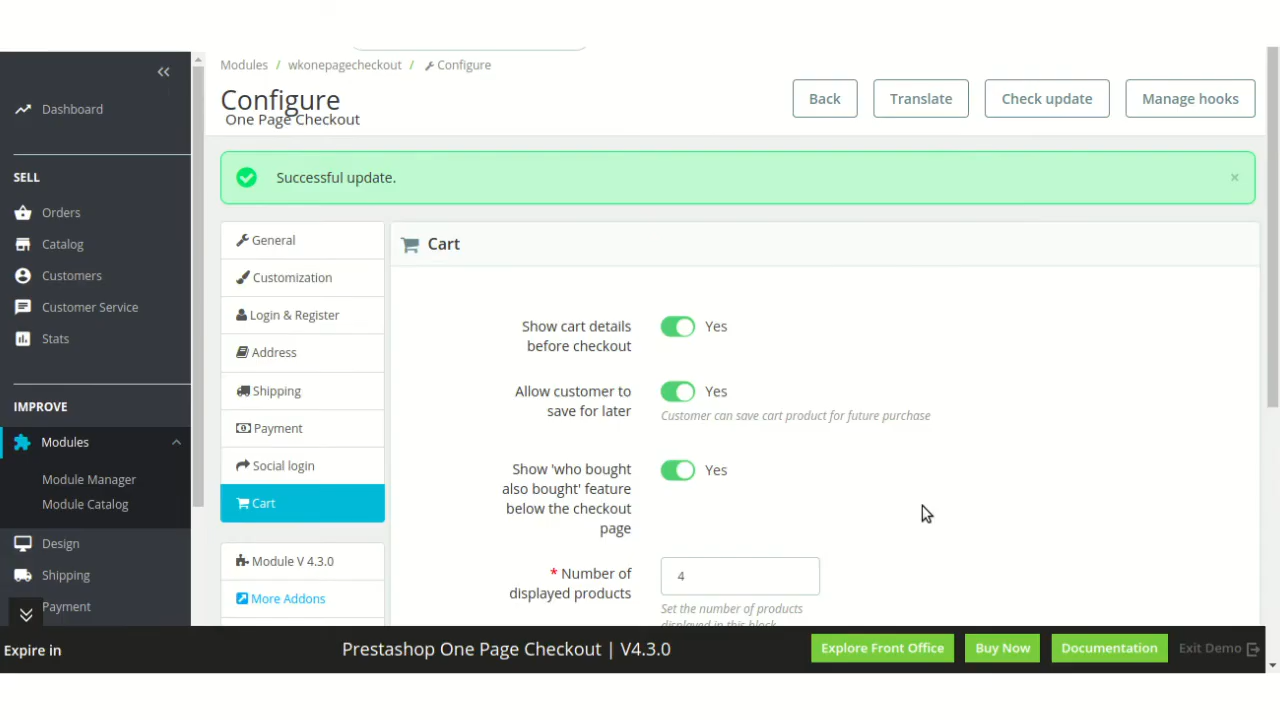 Modules / wkonepagecheckout / Configure
Configure
One Page Checkout
Back
Translate
Check update
Manage hooks
Dashboard
SELL
Orders
Catalog
Customers
Customer Service
Stats
IMPROVE
Modules
Module Manager
Module Catalog
Design
Shipping
Payment
Successful update.
×
General
Customization
Login & Register
Address
Shipping
Payment
Social login
Cart
Module V 4.3.0
More Addons
Cart
Show cart details
before checkout
Yes
Allow customer to
save for later
Yes
Customer can save cart product for future purchase
Show 'who bought
also bought' feature
below the checkout
page
Yes
* Number of
displayed products
4
Set the number of products
displayed in this block
Expire in
Prestashop One Page Checkout | V4.3.0
Explore Front Office
Buy Now
Documentation
Exit Demo